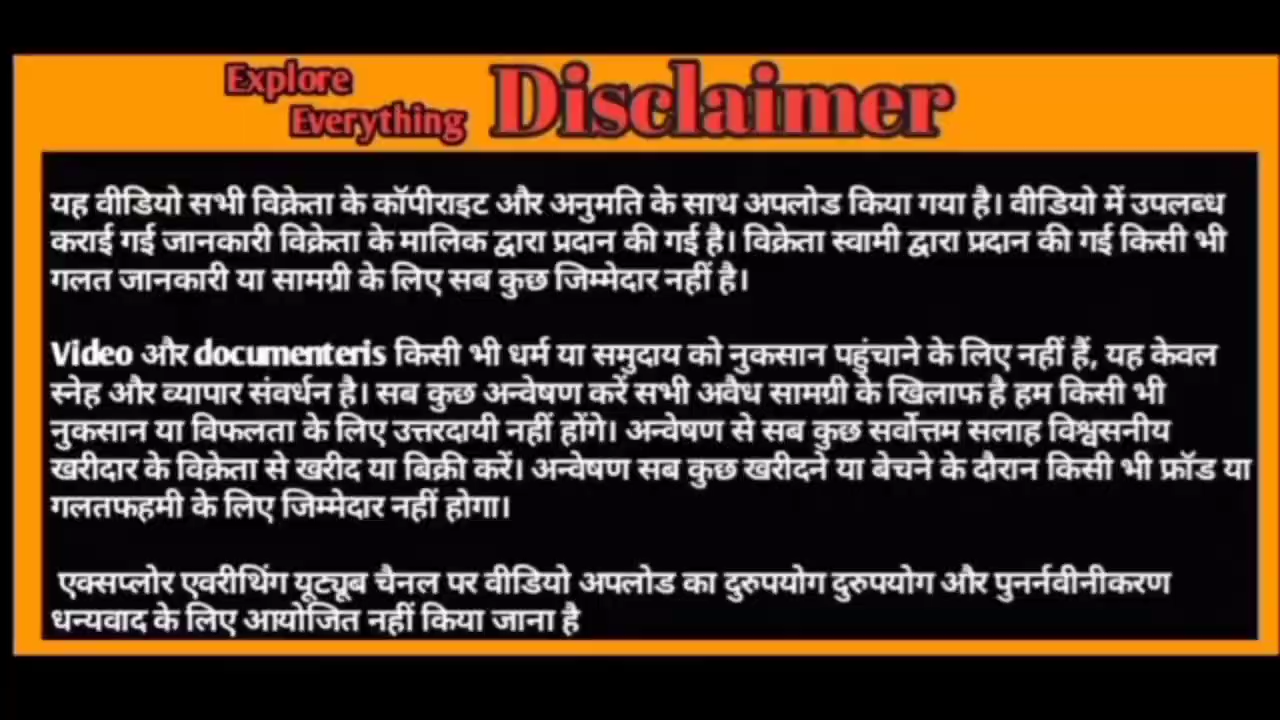 Explore
Everything
Disclaimer
यह वीडियो सभी विक्रेता के कॉपीराइट और अनुमति के साथ अपलोड किया गया है। वीडियो में उपलब्ध
कराई गई जानकारी विक्रेता के मालिक द्वारा प्रदान की गई है। विक्रेता स्वामी द्वारा प्रदान की गई किसी भी
गलत जानकारी या सामग्री के लिए सब कुछ जिम्मेदार नहीं है।
Video और documenteris किसी भी धर्म या समुदाय को नुकसान पहुंचाने के लिए नहीं हैं, यह केवल
स्नेह और व्यापार संवर्धन है। सब कुछ अन्वेषण करें सभी अवैध सामग्री के खिलाफ है हम किसी भी
नुकसान या विफलता के लिए उत्तरदायी नहीं होंगे। अन्वेषण से सब कुछ सर्वोत्तम सलाह विश्वसनीय
खरीदार के विक्रेता से खरीद या बिक्री करें। अन्वेषण सब कुछ खरीदने या बेचने के दौरान किसी भी फ्रॉड या
गलतफहमी के लिए जिम्मेदार नहीं होगा।
एक्सप्लोर एवरीथिंग यूट्यूब चैनल पर वीडियो अपलोड का दुरुपयोग दुरुपयोग और पुनर्नवीनीकरण
धन्यवाद के लिए आयोजित नहीं किया जाना है